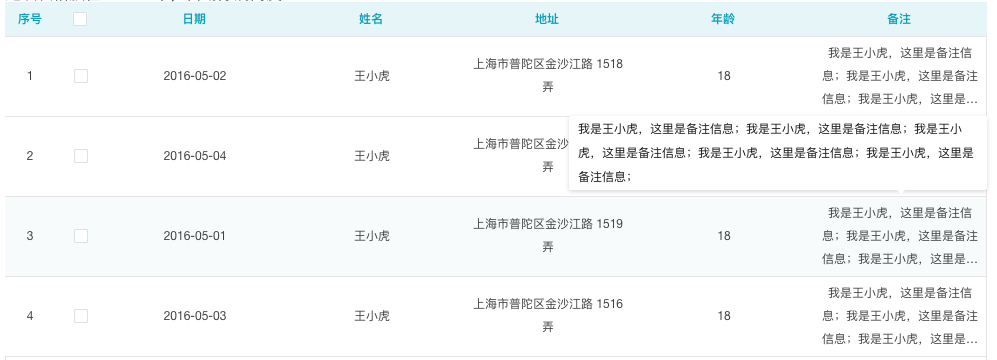 序号 日期 姓名 地址 年龄 备注
1 2016-05-02 王小虎 上海市普陀区金沙江路 1518
弄 18 我是王小虎，这里是备注信
息；我是王小虎，这里是备注
信息；我是王小虎，这里是...
2 2016-05-04 王小虎 上海市普陀区金沙
弄
我是王小虎，这里是备注信息；我是王小虎，这里是备注信息；我是王小
虎，这里是备注信息；我是王小虎，这里是备注信息；我是王小虎，这里是
备注信息；
3 2016-05-01 王小虎 上海市普陀区金沙江路 1519
弄 18 我是王小虎，这里是备注信
息；我是王小虎，这里是备注
信息；我是王小虎，这里是...
4 2016-05-03 王小虎 上海市普陀区金沙江路 1516
弄 18 我是王小虎，这里是备注信
息；我是王小虎，这里是备注
信息；我是王小虎，这里是...